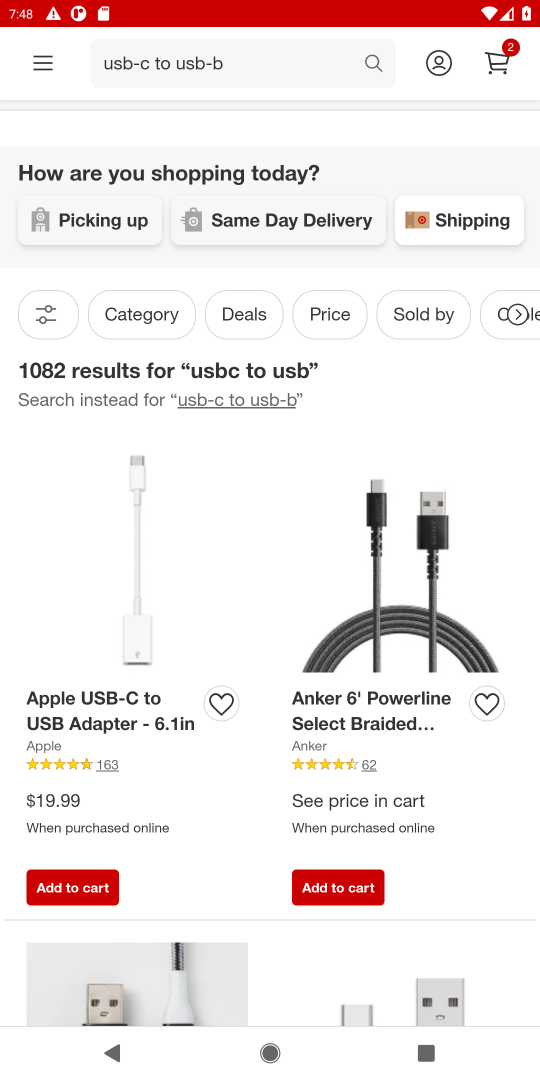 7:48
usb-c to usb-b
2
How are you shopping today?
Picking up
Same Day Delivery
Shipping
Category
Deals
Price
Sold by
1082 results for “usbc to usb”
Search instead for “usb-c to usb-b”
Apple USB-C to
USB Adapter - 6.1in
Apple
163
$19.99
When purchased online
Add to cart
Anker 6' Powerline
Select Braided…
Anker
62
See price in cart
When purchased online
Add to cart